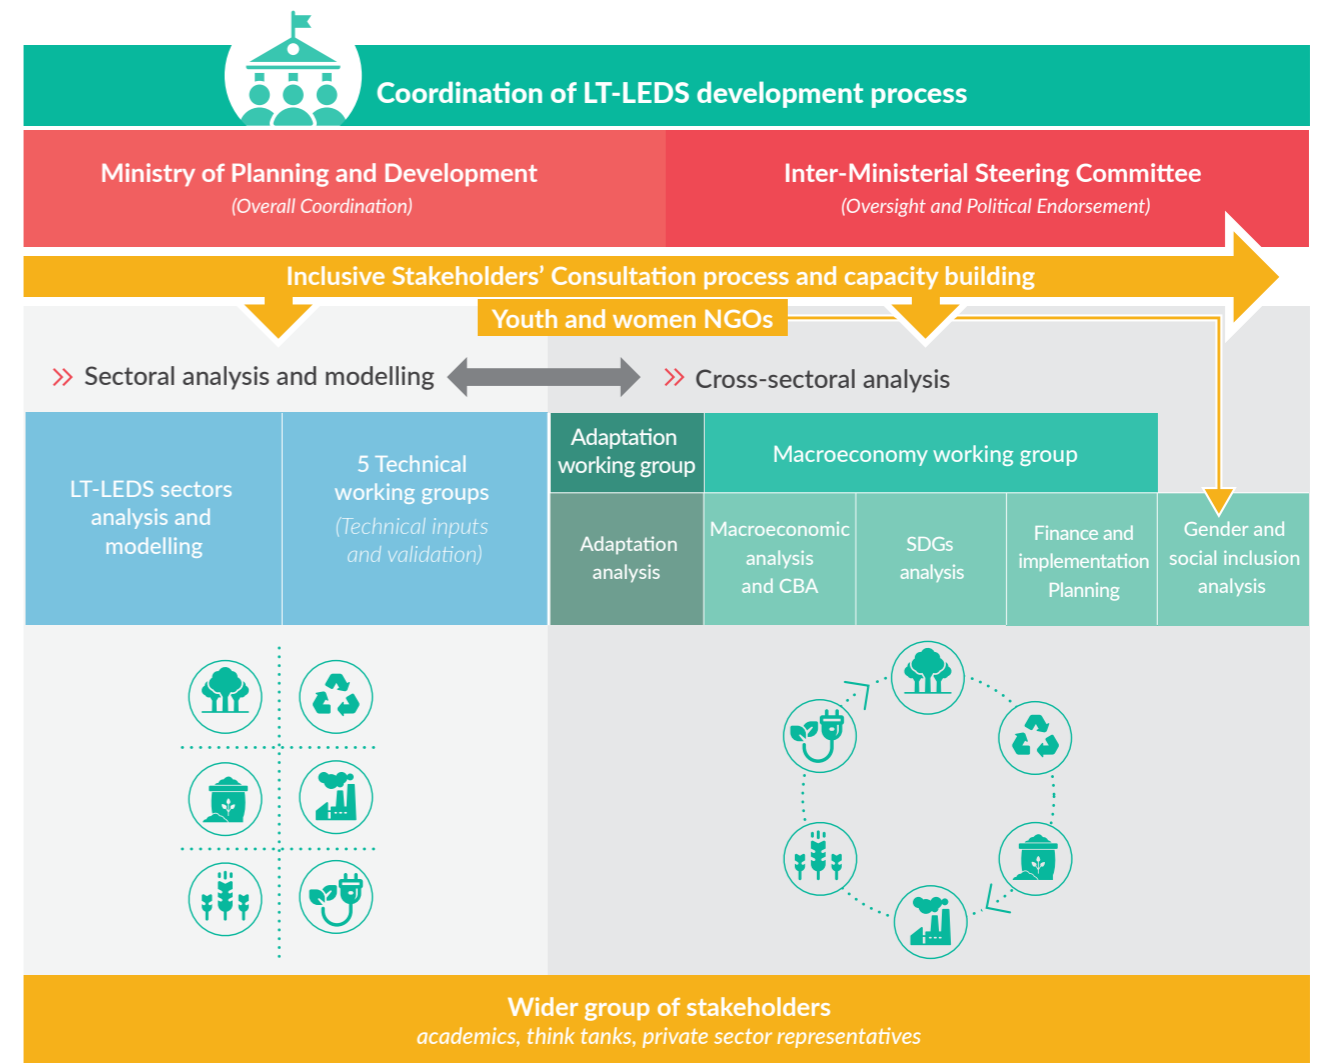 Coordination of LT-LEDS development process
Ministry of Planning and Development
(Overall Coordination)
Inter-Ministerial Steering Committee
(Oversight and Political Endorsement)
Inclusive Stakeholders’ Consultation process and capacity building
Youth and women NGOs
Sectoral analysis and modelling
Cross-sectoral analysis
LT-LEDS sectors
analysis and
modelling
5 Technical
working groups
(Technical inputs
and validation)
Adaptation
working group
Macroeconomy working group
Adaptation
analysis
Macroeconomic
analysis
and CBA
SDGs
analysis
Finance and
implementation
Planning
Gender and
social inclusion
analysis
Wider group of stakeholders
academics, think tanks, private sector representatives